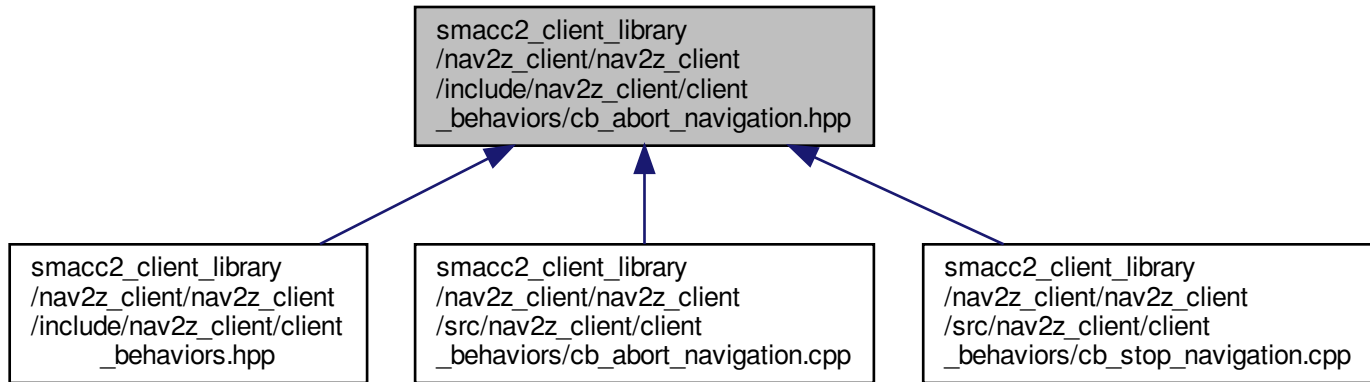 smacc2_client_library
/nav2z_client/nav2z_client
/include/nav2z_client/client
_behaviors/cb_abort_navigation.hpp
smacc2_client_library
/nav2z_client/nav2z_client
/include/nav2z_client/client
_behaviors.hpp
smacc2_client_library
/nav2z_client/nav2z_client
/src/nav2z_client/client
_behaviors/cb_abort_navigation.cpp
smacc2_client_library
/nav2z_client/nav2z_client
/src/nav2z_client/client
_behaviors/cb_stop_navigation.cpp